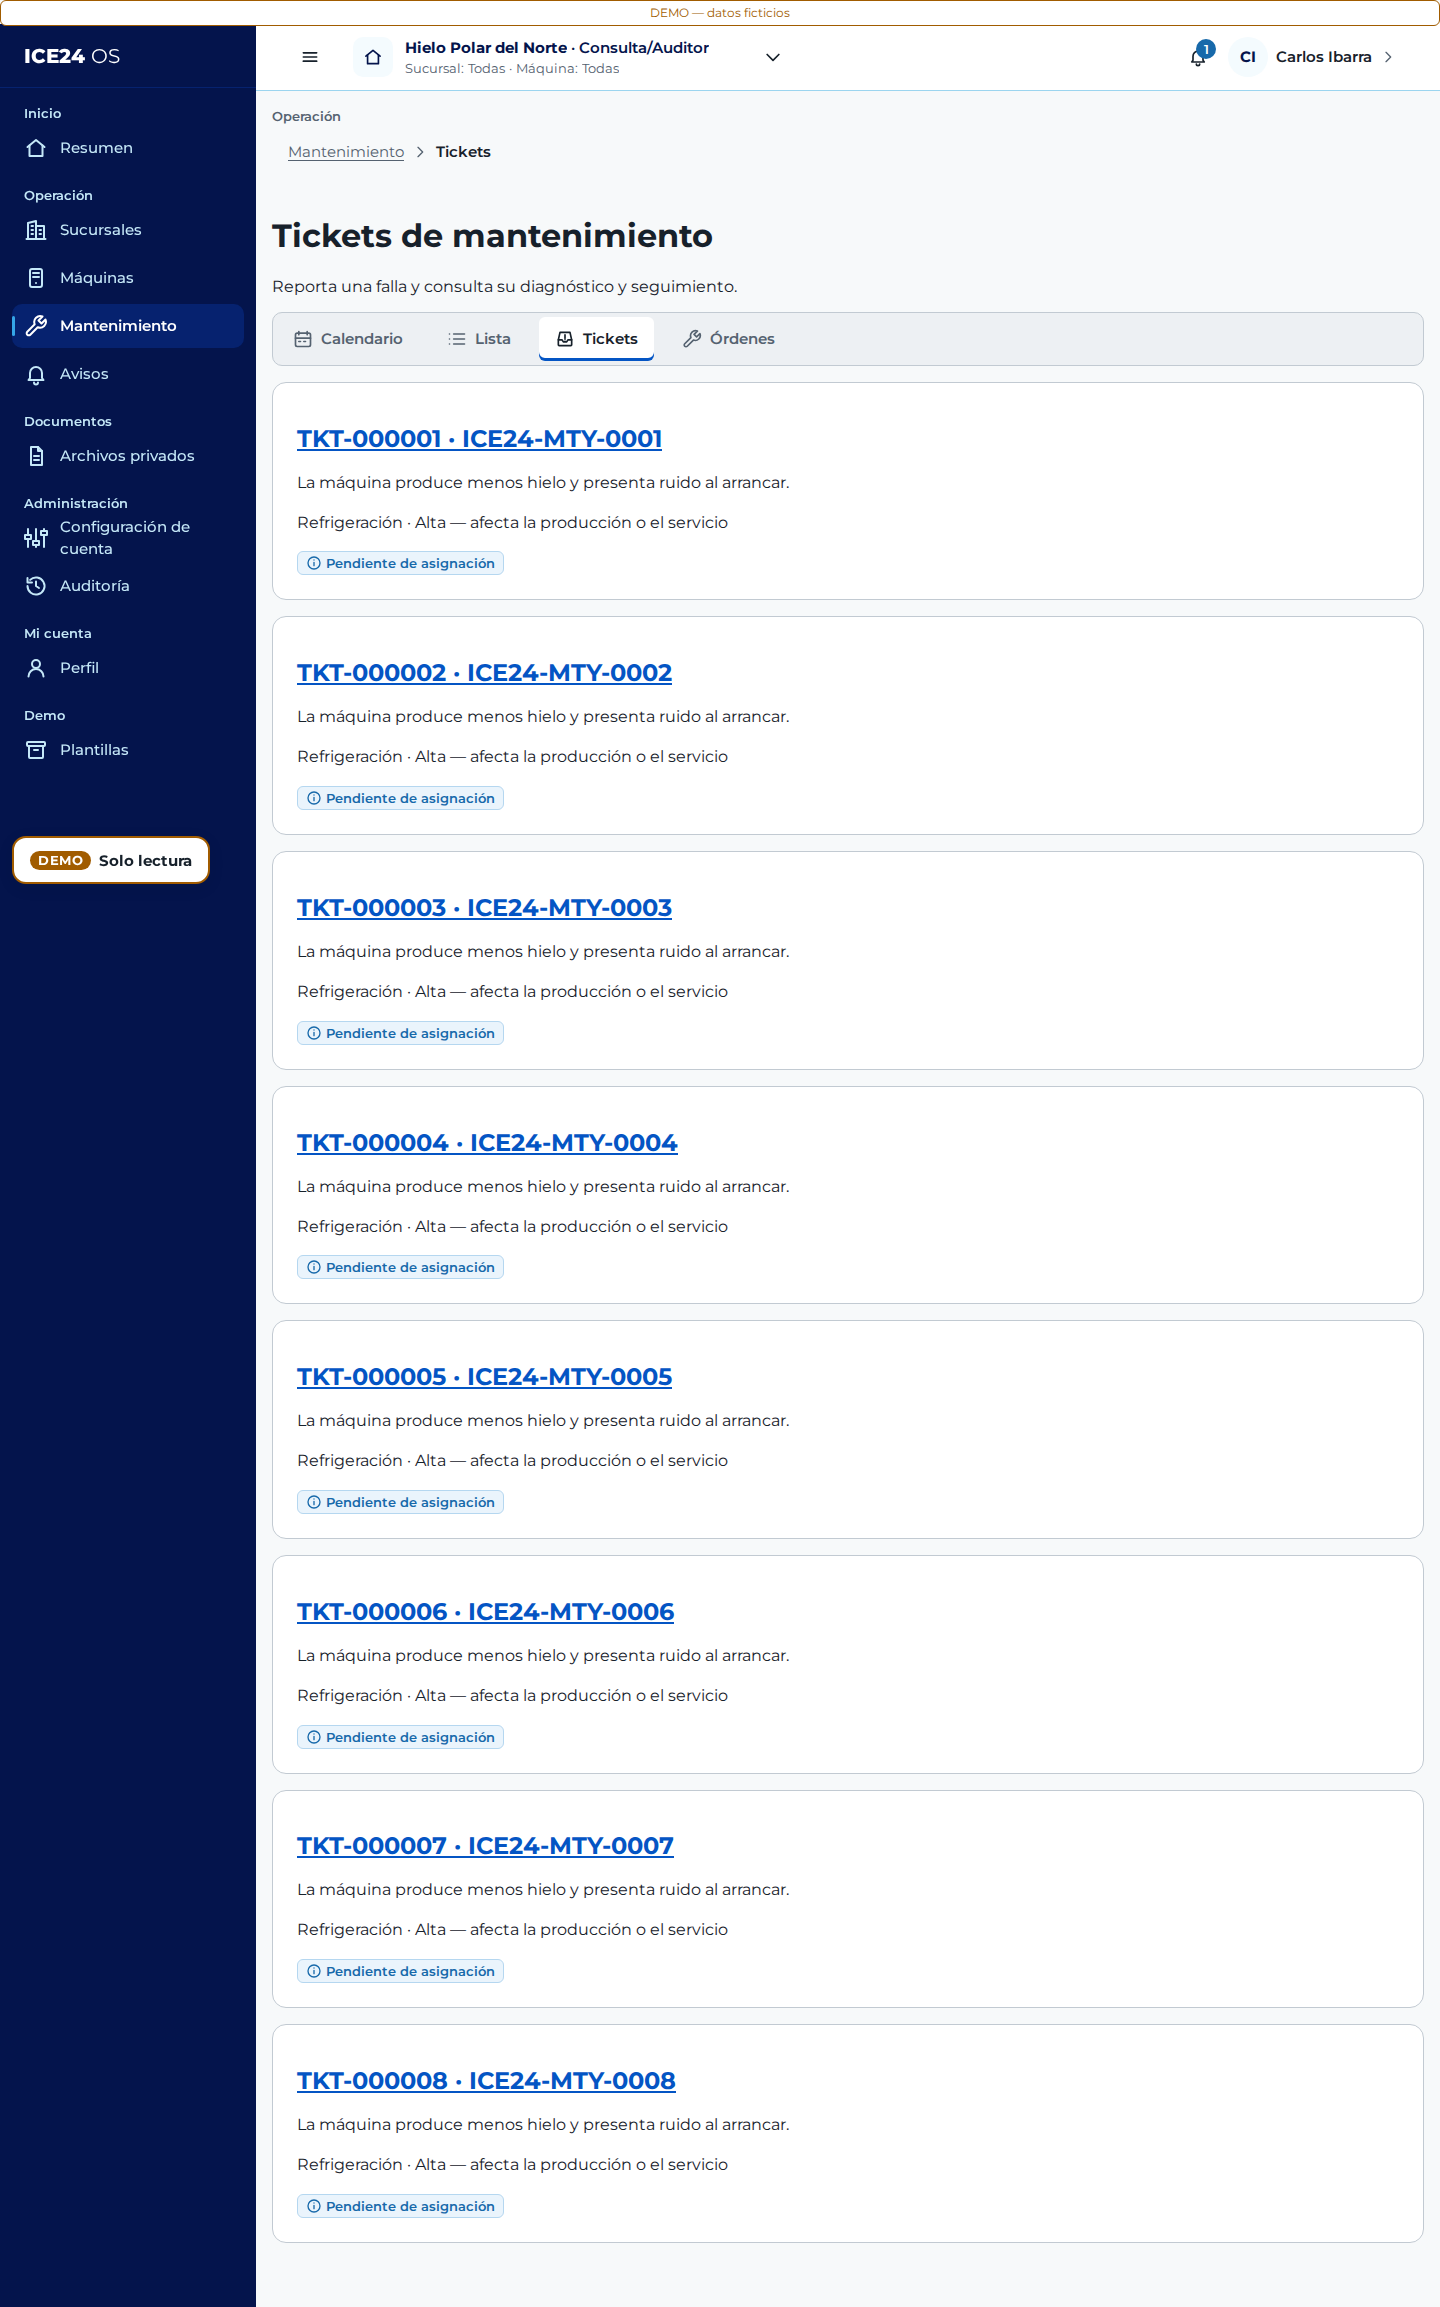 DEMO — datos ficticios
ICE24 OS
Hielo Polar del Norte · Consulta/Auditor
Sucursal: Todas · Máquina: Todas
1
CI
Carlos Ibarra
Inicio
Resumen
Operación
Sucursales
Máquinas
Mantenimiento
Avisos
Documentos
Archivos privados
Administración
Configuración de
cuenta
Auditoría
Mi cuenta
Perfil
Demo
Plantillas
DEMO Solo lectura
Operación
Mantenimiento > Tickets
Tickets de mantenimiento
Reporta una falla y consulta su diagnóstico y seguimiento.
Calendario Lista Tickets Órdenes
TKT-000001 · ICE24-MTY-0001
La máquina produce menos hielo y presenta ruido al arrancar.
Refrigeración · Alta — afecta la producción o el servicio
Pendiente de asignación
TKT-000002 · ICE24-MTY-0002
La máquina produce menos hielo y presenta ruido al arrancar.
Refrigeración · Alta — afecta la producción o el servicio
Pendiente de asignación
TKT-000003 · ICE24-MTY-0003
La máquina produce menos hielo y presenta ruido al arrancar.
Refrigeración · Alta — afecta la producción o el servicio
Pendiente de asignación
TKT-000004 · ICE24-MTY-0004
La máquina produce menos hielo y presenta ruido al arrancar.
Refrigeración · Alta — afecta la producción o el servicio
Pendiente de asignación
TKT-000005 · ICE24-MTY-0005
La máquina produce menos hielo y presenta ruido al arrancar.
Refrigeración · Alta — afecta la producción o el servicio
Pendiente de asignación
TKT-000006 · ICE24-MTY-0006
La máquina produce menos hielo y presenta ruido al arrancar.
Refrigeración · Alta — afecta la producción o el servicio
Pendiente de asignación
TKT-000007 · ICE24-MTY-0007
La máquina produce menos hielo y presenta ruido al arrancar.
Refrigeración · Alta — afecta la producción o el servicio
Pendiente de asignación
TKT-000008 · ICE24-MTY-0008
La máquina produce menos hielo y presenta ruido al arrancar.
Refrigeración · Alta — afecta la producción o el servicio
Pendiente de asignación